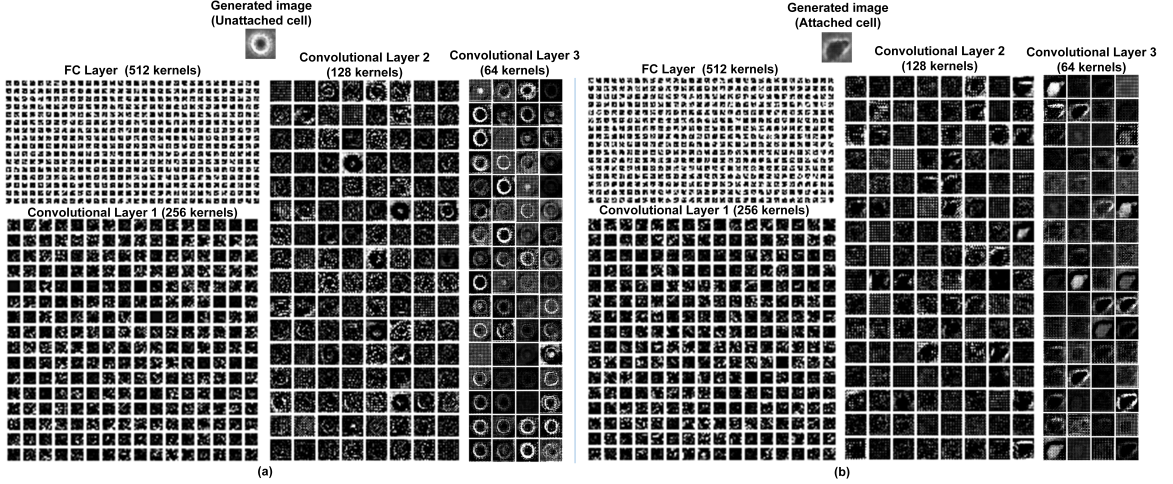 Generated image
(Unattached cell)
FC Layer (512 kernels)
Convolutional Layer 2
(128 kernels)
Convolutional Layer 3
(64 kernels)
Convolutional Layer 1 (256 kernels)
(a)
Generated image
(Attached cell)
FC Layer (512 kernels)
Convolutional Layer 2
(128 kernels)
Convolutional Layer 3
(64 kernels)
Convolutional Layer 1 (256 kernels)
(b)